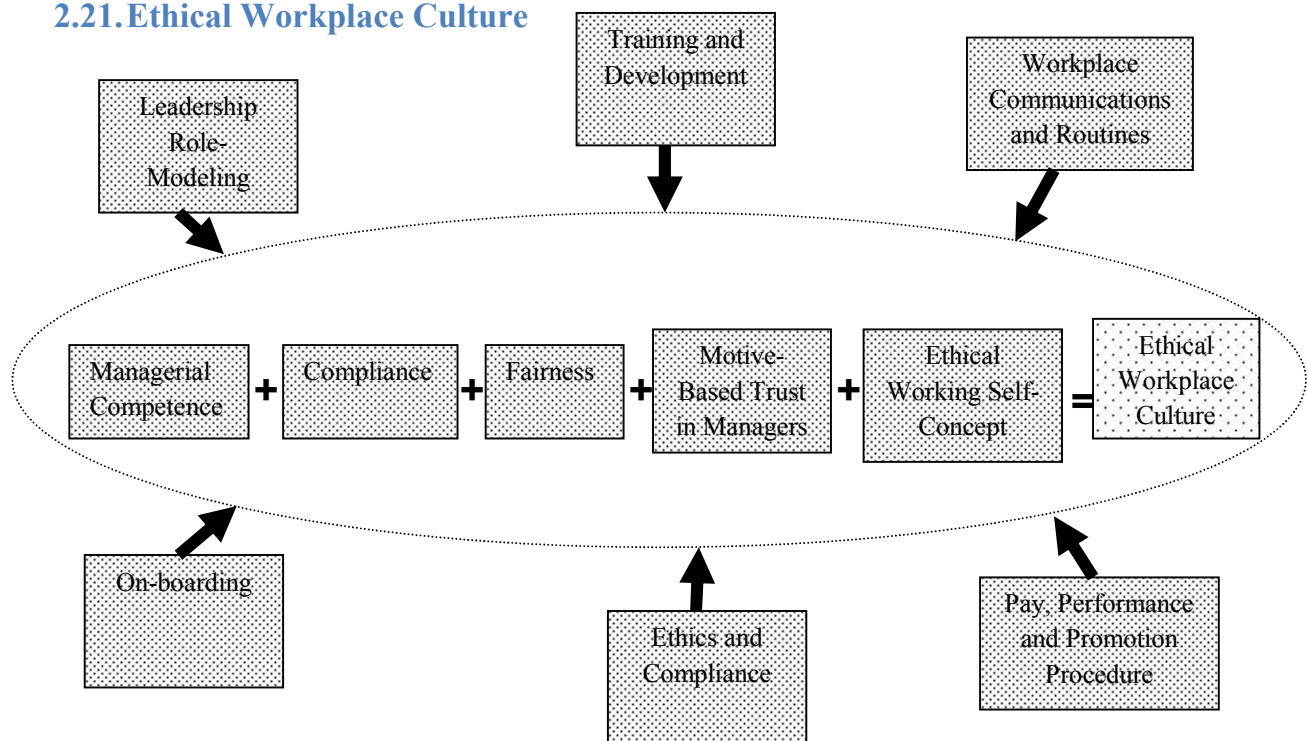 2.21. Ethical Workplace Culture
Training and
Development
Workplace
Communications
and Routines
Leadership
Role-
Modeling
Managerial
Competence
+
Compliance
+
Fairness
+
Motive-
Based Trust
in Managers
+
Ethical
Working Self-
Concept
=
Ethical
Workplace
Culture
On-boarding
Ethics and
Compliance
Pay, Performance
and Promotion
Procedure